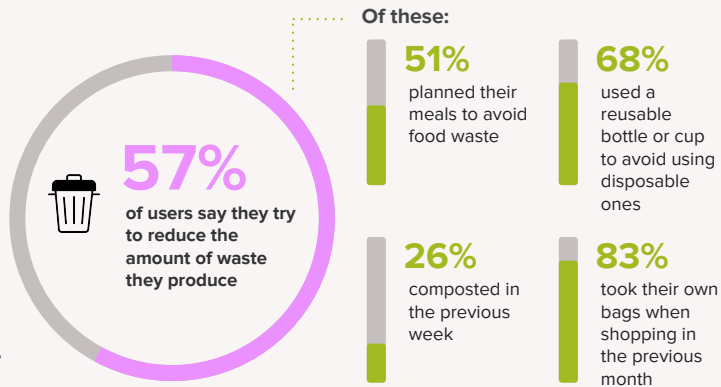 57%
of users say they try
to reduce the
amount of waste
they produce
Of these:
51%
planned their
meals to avoid
food waste
68%
used a
reusable
bottle or cup
to avoid using
disposable
ones
26%
composted in
the previous
week
83%
took their own
bags when
shopping in
the previous
month